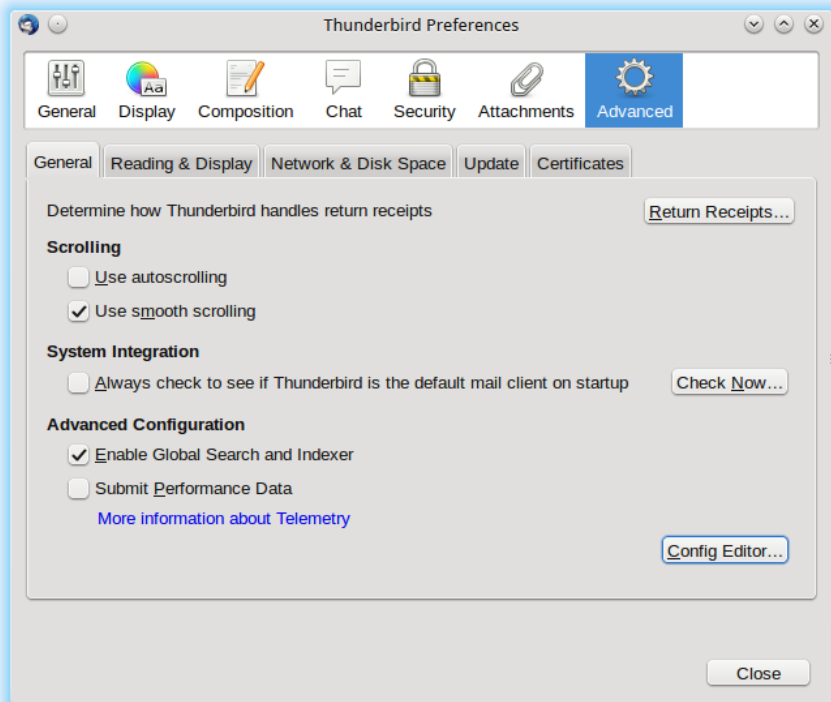 Thunderbird Preferences
General Display Composition Chat Security Attachments Advanced
General Reading & Display Network & Disk Space Update Certificates
Determine how Thunderbird handles return receipts Return Receipts...
Scrolling
Use autoscrolling
Use smooth scrolling
System Integration
Always check to see if Thunderbird is the default mail client on startup Check Now...
Advanced Configuration
Enable Global Search and Indexer
Submit Performance Data
More information about Telemetry
Config Editor...
Close